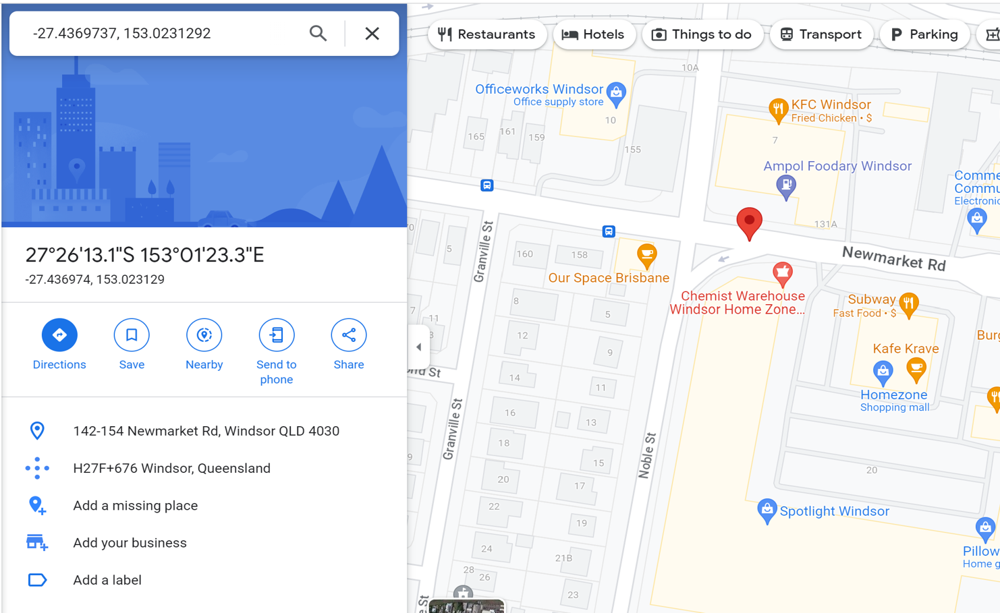 -27.4369737, 153.0231292
Restaurants
Hotels
Things to do
Transport
Parking
27°26'13.1"S 153°01'23.3"E
-27.436974, 153.023129
Directions
Save
Nearby
Send to
phone
Share
142-154 Newmarket Rd, Windsor QLD 4030
H27F+676 Windsor, Queensland
Add a missing place
Add your business
Add a label
10A
Officeworks Windsor
Office supply store
10
KFC Windsor
Fried Chicken • $
7
165
161
159
155
Ampol Foodary Windsor
131A
Comme
Commu
Electronic
Granville St
5
160
158
Our Space Brisbane
Newmarket Rd
Chemist Warehouse
Windsor Home Zone...
Subway
Fast Food • $
Kafe Krave
Burg
Homezone
Shopping mall
8
5
7
11
3
12
9
14
11
Granville St
16
13
18
15
9
Noble St
20
17
20
22
19
Spotlight Windsor
Pillow
Home g
24
21B
28
26
23
St